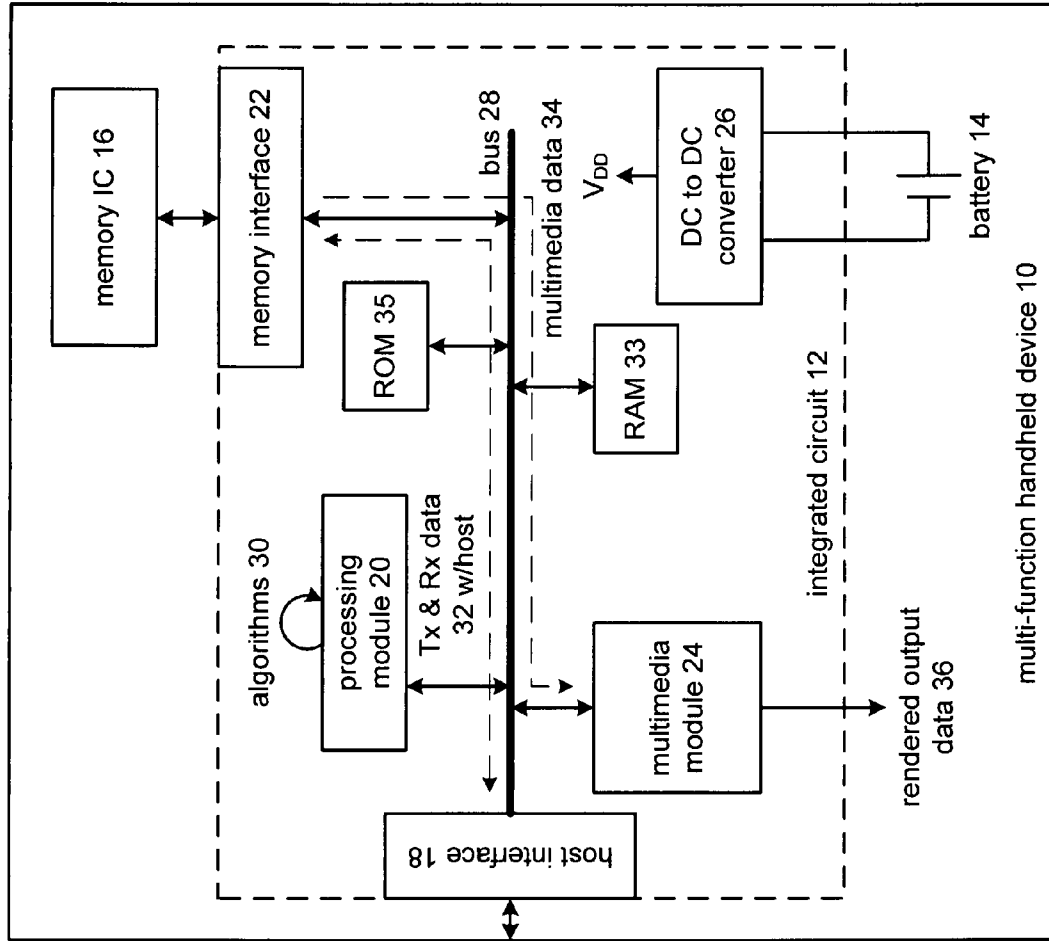 memory IC 16
memory interface 22
bus 28
multimedia data 34
V_DD
DC to DC
converter 26
battery 14
ROM 35
RAM 33
algorithms 30
processing
module 20
Tx & Rx data
32 w/host
multimedia
module 24
integrated circuit 12
rendered output
data 36
host interface 18
multi-function handheld device 10